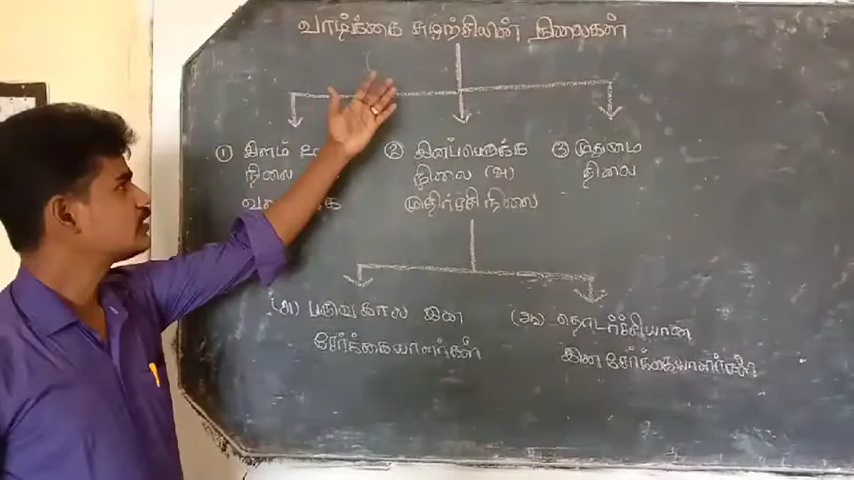 வாழ்க்கை சுழற்சியின் நிலைகள்
① இளம்
நிலை
② இனப்பெருக்க
நிலை (அ)
முதிர்ச்சி நிலை
③ முதுமை
நிலை
(அ) பருவகால இன
சேர்க்கையாளர்கள்
(ஆ) தொடர்ச்சியான
இன சேர்க்கையாளர்கள்